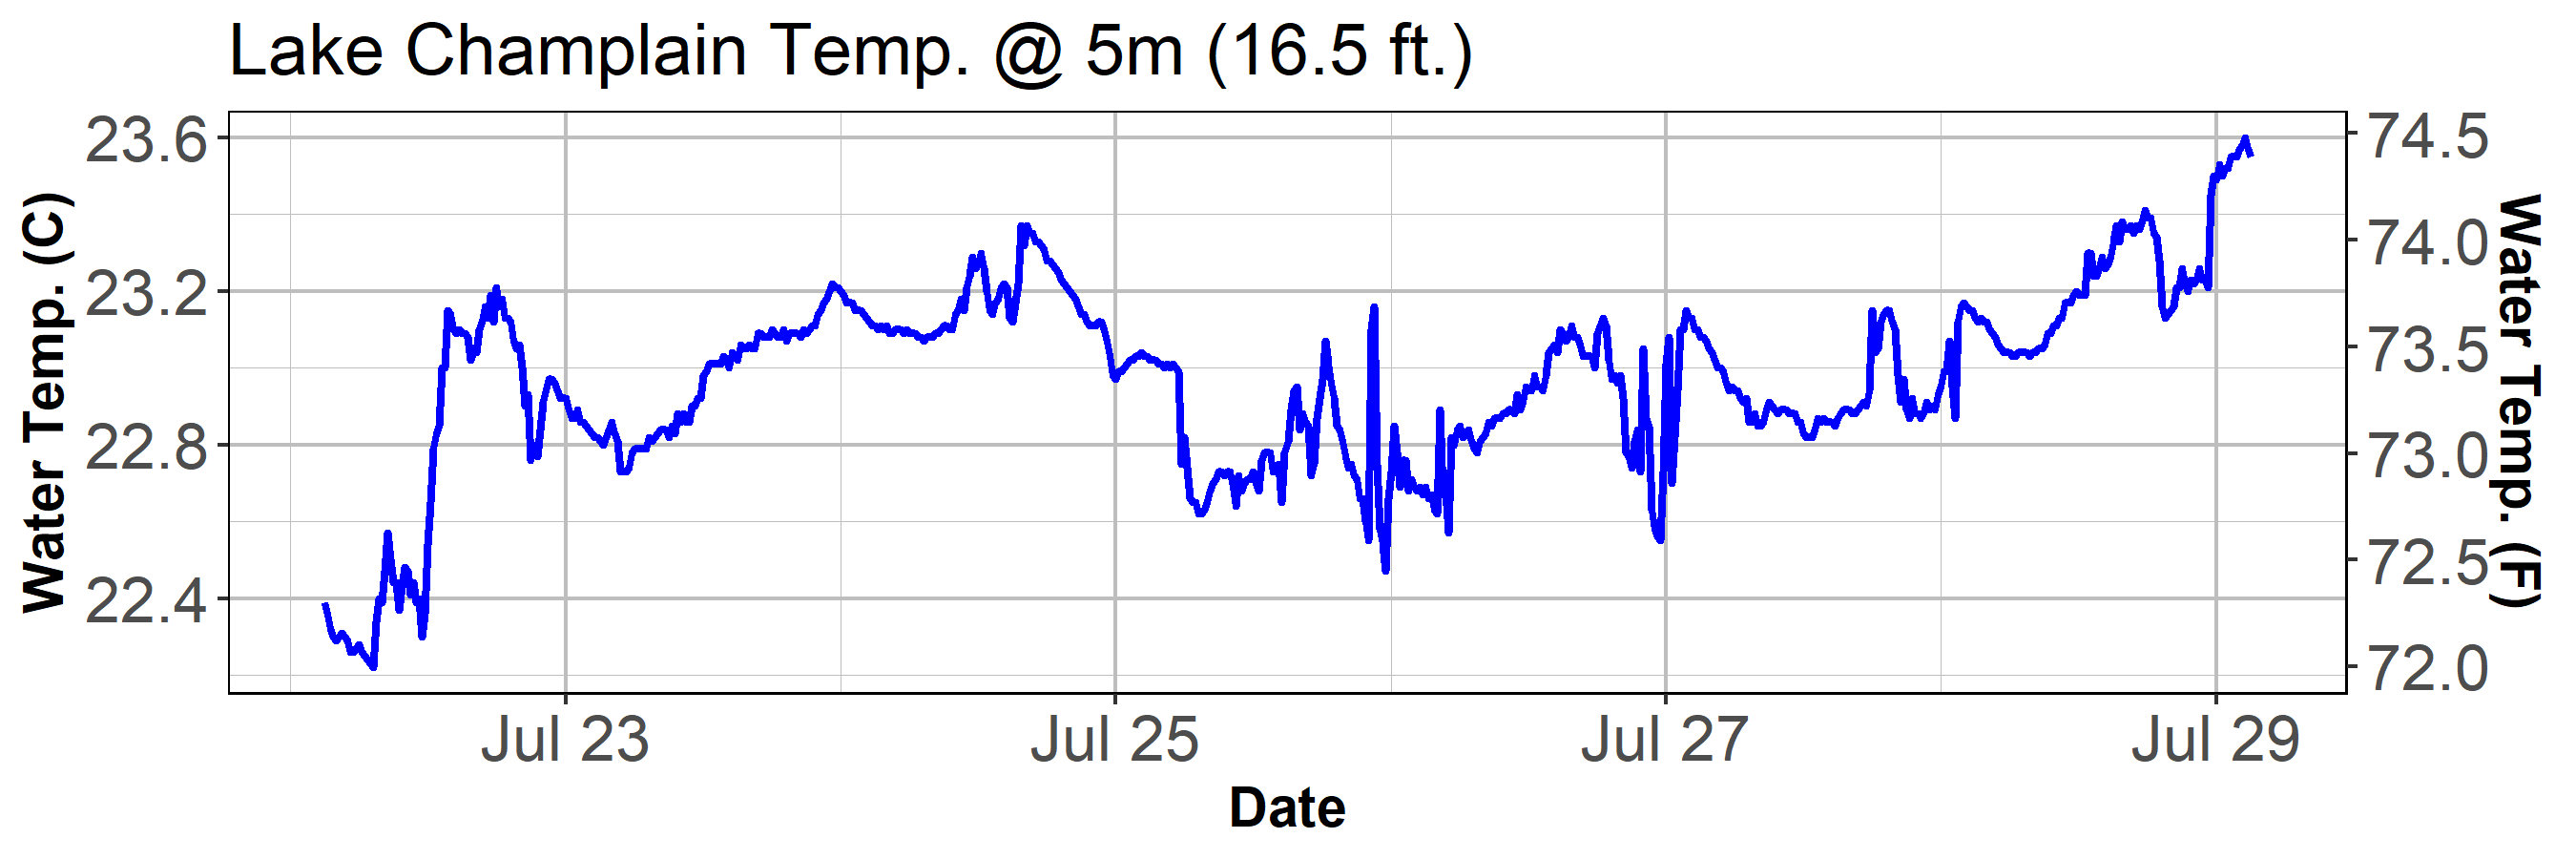 Lake Champlain Temp. @ 5m (16.5 ft.)
Water Temp. (C)
23.6
23.2
22.8
22.4
74.5
74.0
73.5
73.0
72.5
72.0
Water Temp. (F)
Jul 23
Jul 25
Jul 27
Jul 29
Date